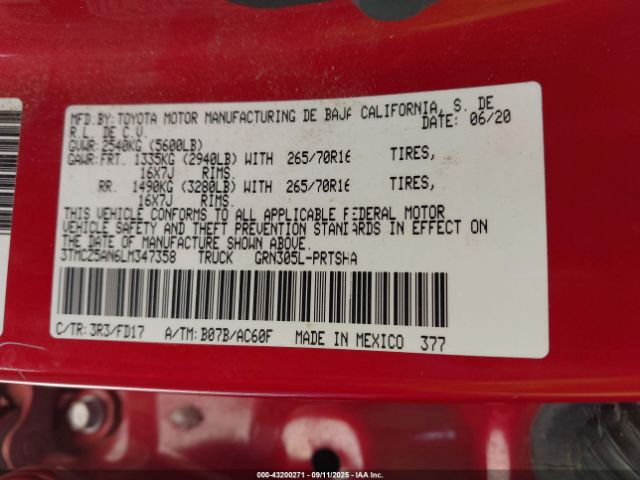 MFD.BY:TOYOTA MOTOR MANUFACTURING DE BAJA CALIFORNIA, S. DE
R.L. DE C.V. DATE: 06/20
GVWR:2540KG (5600LB)
GAWR:FRT. 1335KG (2940LB) WITH 265/70R16 TIRES,
16X7J RIMS.
RR. 1490KG (3280LB) WITH 265/70R16 TIRES,
16X7J RIMS.
THIS VEHICLE CONFORMS TO ALL APPLICABLE FEDERAL MOTOR
VEHICLE SAFETY AND THEFT PREVENTION STANDARDS IN EFFECT ON
THE DATE OF MANUFACTURE SHOWN ABOVE.
3TMCZ5AN6LM347358 TRUCK GRN305L-PRTSHA
C/TR:3R3/FD17 A/TM:B07B/AC60F MADE IN MEXICO 377
000-43200271 - 09/11/2025 - IAAI.com